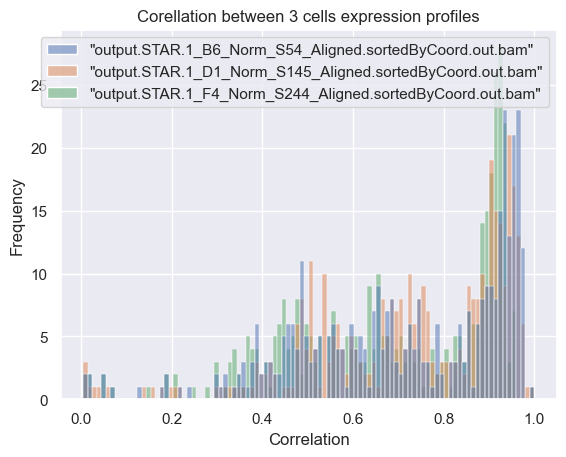 Corellation between 3 cells expression profiles
"output.STAR.1_B6_Norm_S54_Aligned.sortedByCoord.out.bam"
"output.STAR.1_D1_Norm_S145_Aligned.sortedByCoord.out.bam"
"output.STAR.1_F4_Norm_S244_Aligned.sortedByCoord.out.bam"
25
20
15
10
5
0
Frequency
0.0 0.2 0.4 0.6 0.8 1.0
Correlation